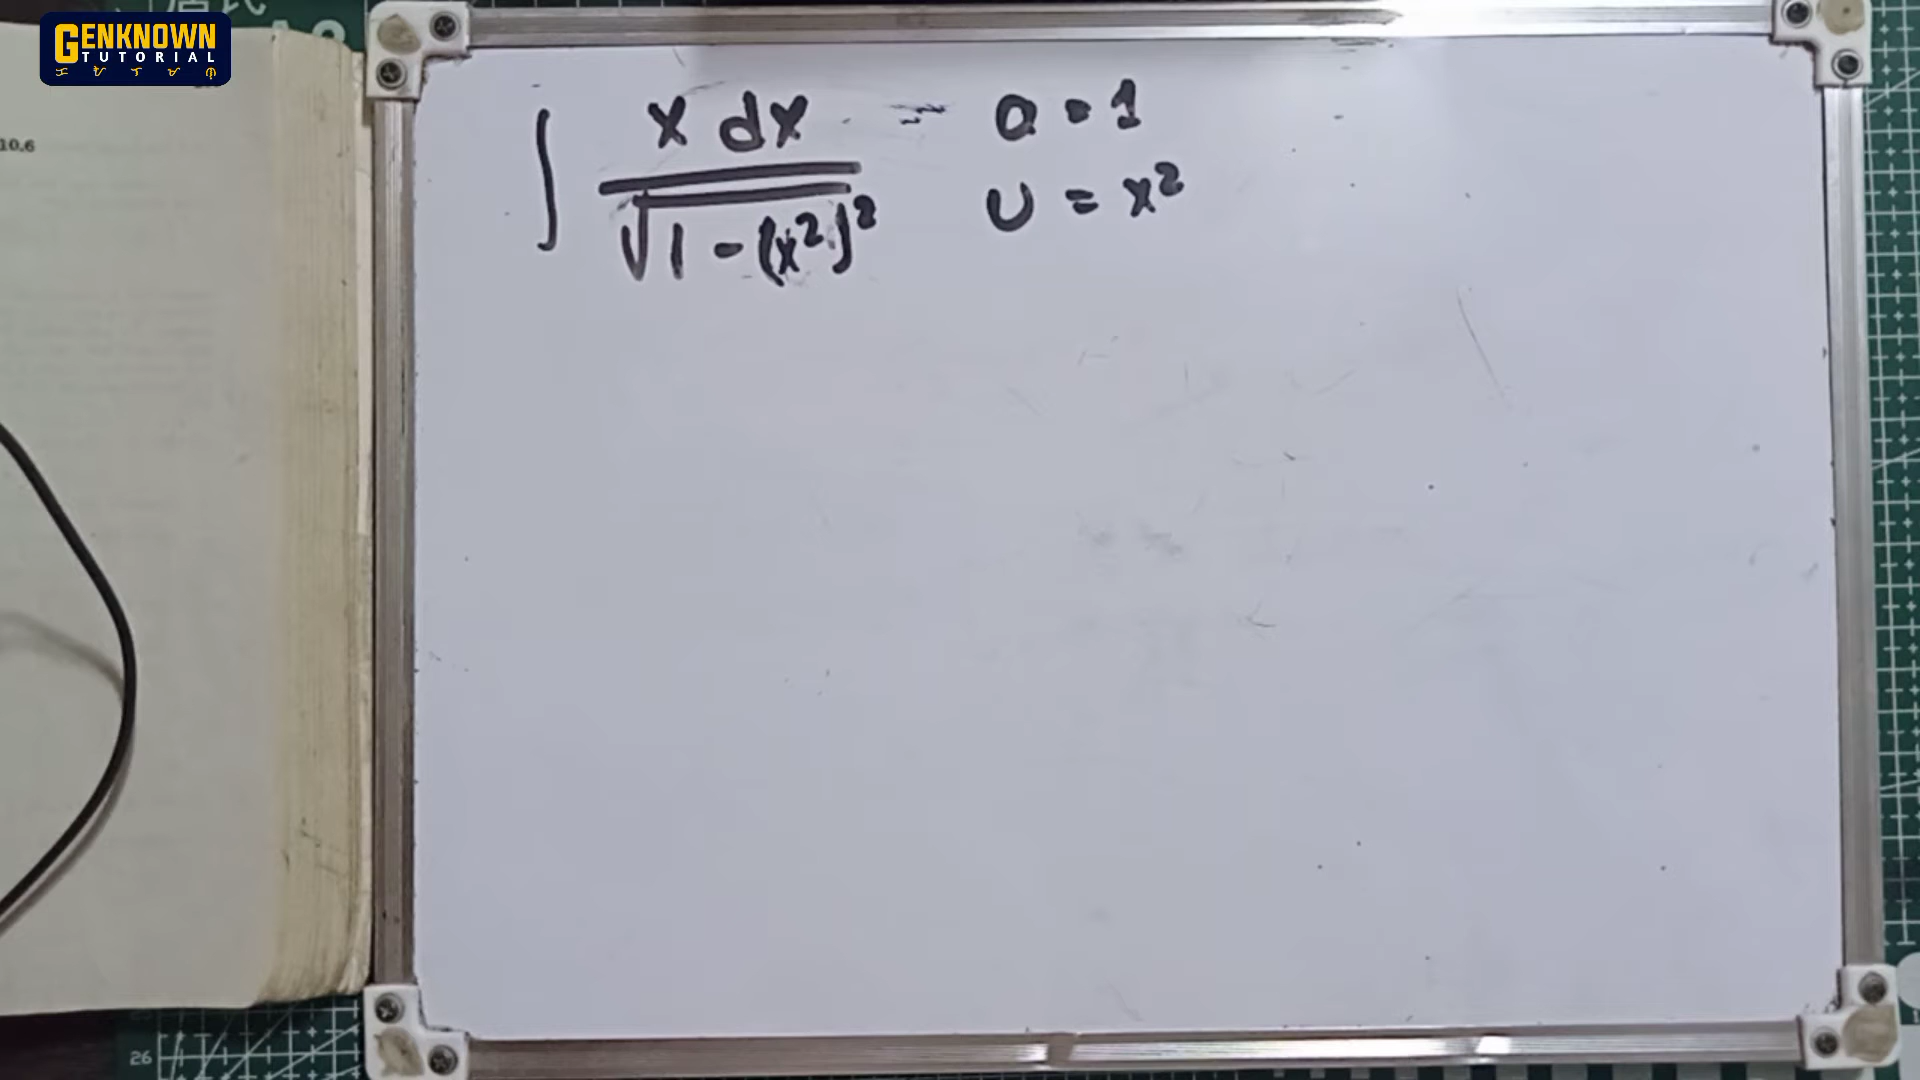 GENKNOWN
TUTORIAL
10.6
∫ x dx / √1 - (x²)²
a = 1
u = x²
26